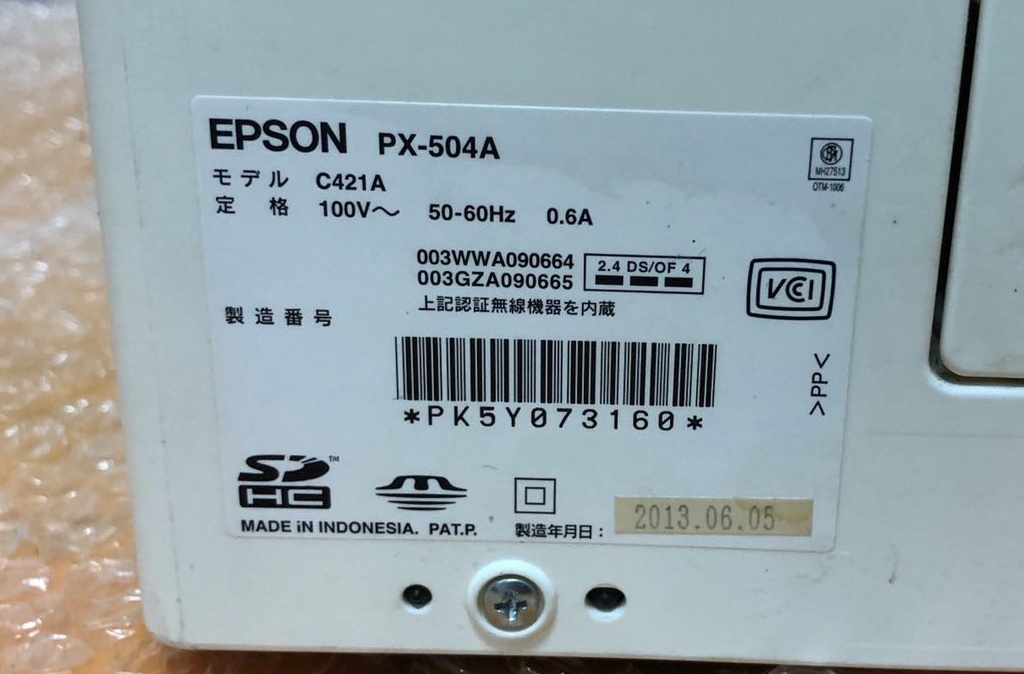 EPSON PX-504A
モデル C421A
定格 100V～ 50-60Hz 0.6A
MH27513
OTM-1006
003WWA090664
003GZA090665
2.4 DS/OF 4
上記認証無線機器を内蔵
VCCI
製造番号
*PK5Y073160*
>PP<
SD™
HC
MADE iN INDONESIA. PAT.P.
製造年月日： 2013.06.05